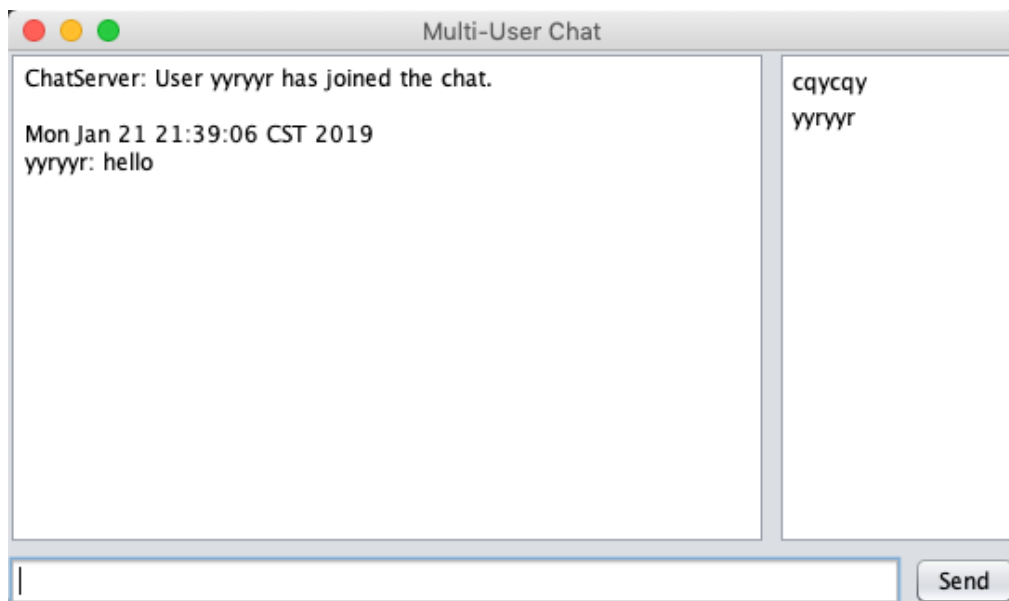 Multi-User Chat
ChatServer: User yyryyr has joined the chat.
Mon Jan 21 21:39:06 CST 2019
yyryyr: hello
cqycqy
yyryyr
Send